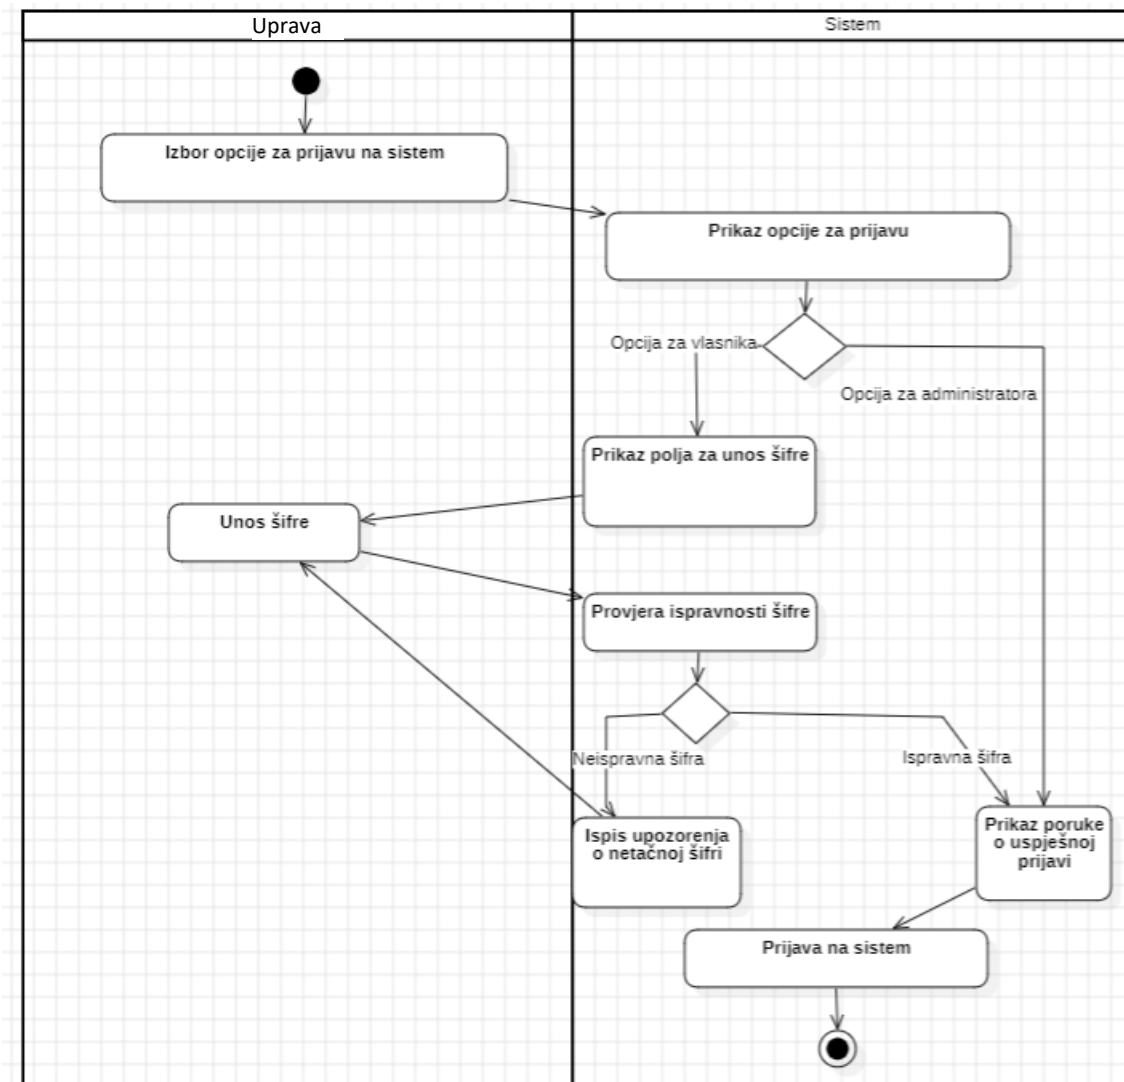 Uprava
Sistem
Izbor opcije za prijavu na sistem
Prikaz opcije za prijavu
Opcija za vlasnika
Opcija za administratora
Prikaz polja za unos šifre
Unos šifre
Provjera ispravnosti šifre
Neispravna šifra
Ispravna šifra
Ispis upozorenja
o netačnoj šifri
Prikaz poruke
o uspješnoj
prijavi
Prijava na sistem